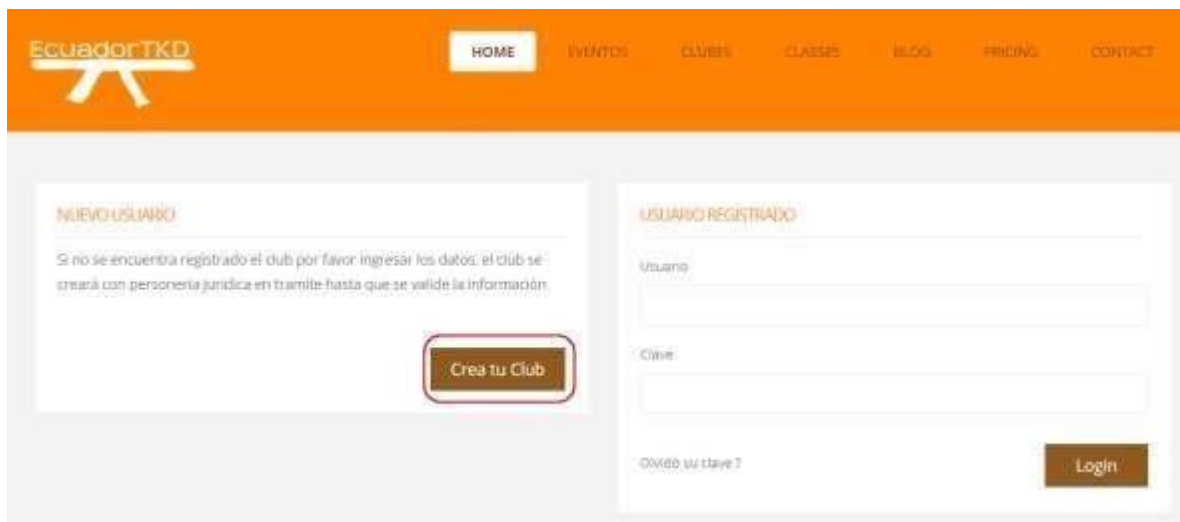 EcuadorTKD
HOME EVENTOS CLUBES CLASSES BLOG PRICING CONTACT
NUEVO USUARIO
Si no se encuentra registrado el club por favor ingresar los datos, el club se
creará con personeria juridica en tramite hasta que se valide la información
Crea tu Club
USUARIO REGISTRADO
Usuario
Clave
Olvidó su clave ?
Login